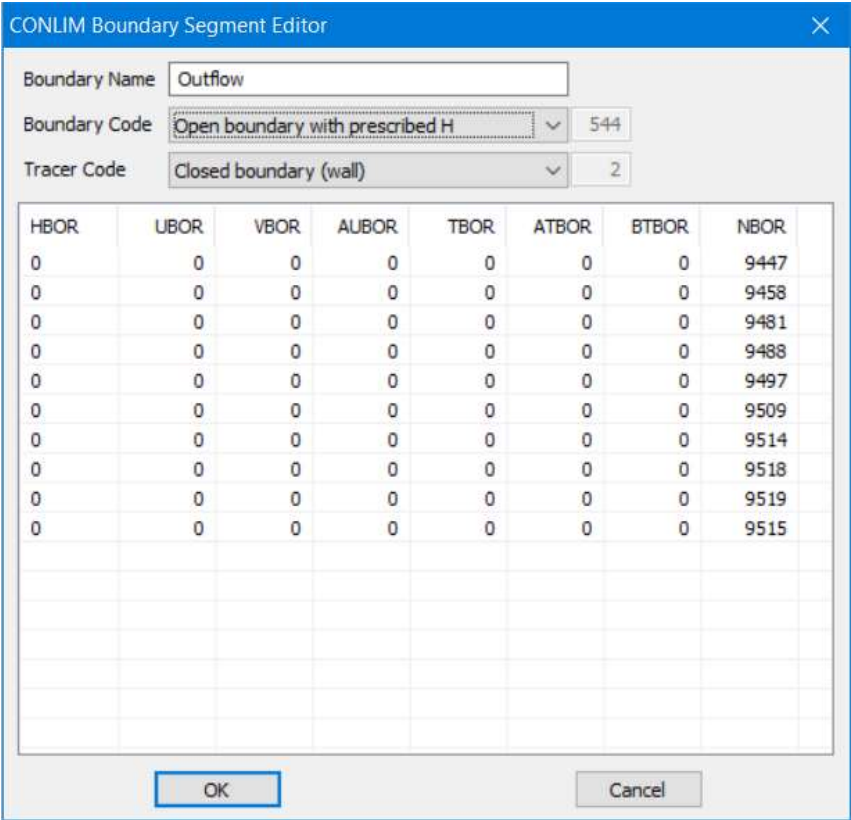 CONLIM Boundary Segment Editor
Boundary Name Outflow
Boundary Code Open boundary with prescribed H 544
Tracer Code Closed boundary (wall) 2
HBOR UBOR VBOR AUBOR TBOR ATBOR BTBOR NBOR
0 0 0 0 0 0 0 9447
0 0 0 0 0 0 0 9458
0 0 0 0 0 0 0 9481
0 0 0 0 0 0 0 9488
0 0 0 0 0 0 0 9497
0 0 0 0 0 0 0 9509
0 0 0 0 0 0 0 9514
0 0 0 0 0 0 0 9518
0 0 0 0 0 0 0 9519
0 0 0 0 0 0 0 9515
OK Cancel